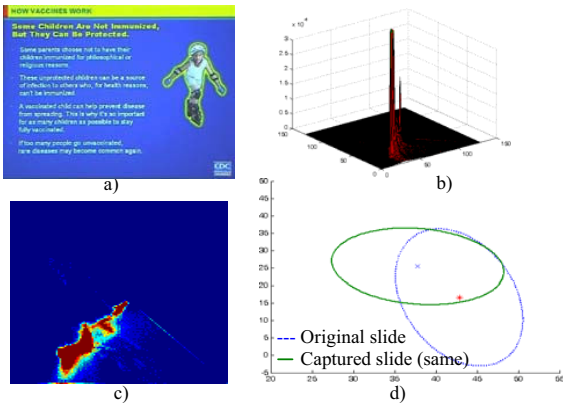 HOW VACCINES WORK
Some Children Are Not Immunized,
But They Can Be Protected.
Some parents choose not to have their
children immunized for philosophical or
religious reasons.
These unprotected children can be a source
of infection to others who, for health reasons,
can't be immunized.
A vaccinated child can help prevent disease
from spreading. This is why it's so important
for as many children as possible to stay
fully vaccinated.
If too many people go unvaccinated,
rare diseases may become common again.
CDC
a)
3
2.5
2
1.5
1
0.5
0
150
100
50
0
0
50
100
150
b)
c)
50
45
40
35
30
25
20
15
10
5
0
-5
20 25 30 35 40 45 50 55
Original slide
Captured slide (same)
d)